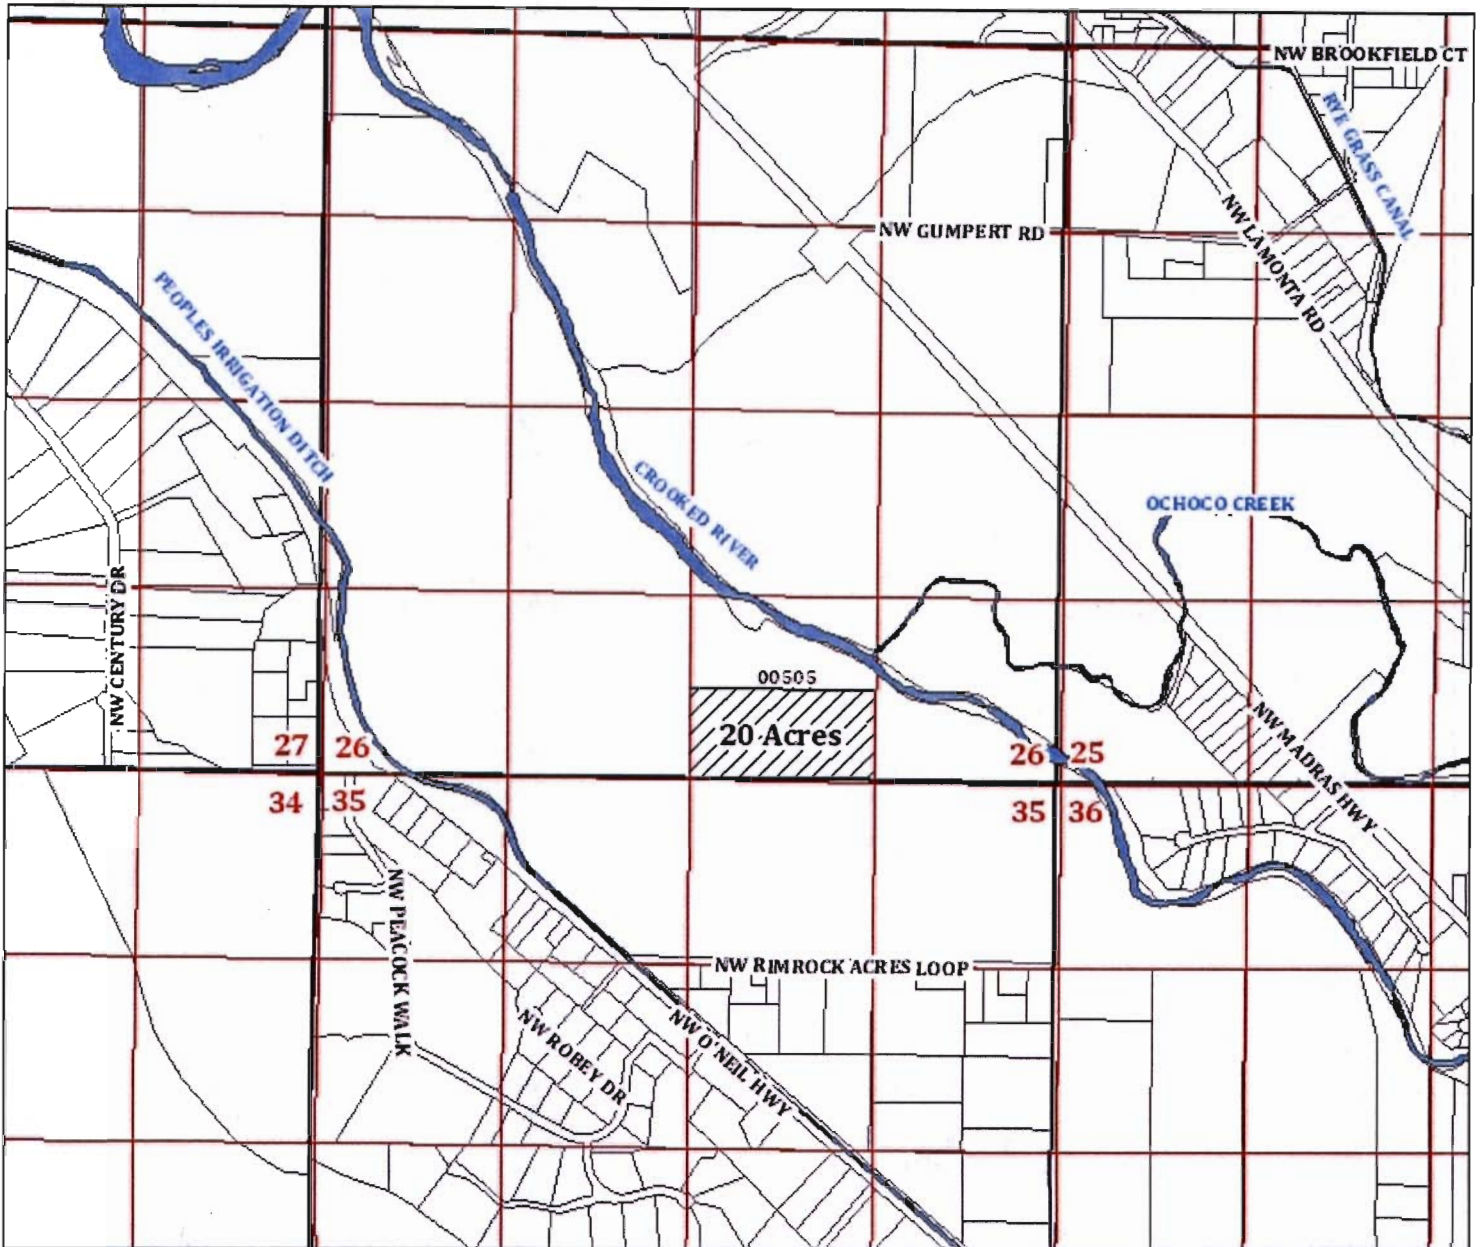 NW BROOKFIELD CT
RYE GRASS CANAL
NW GUMPERT RD
NW LAMONTA RD
PEOPLES IRRIGATION DITCH
CROOKED RIVER
OCHOCO CREEK
NW CENTURY DR
00505
20 Acres
27 26
26 25
34 35
35 36
NW MADRAS HWY
NW PEACOCK WALK
NW RIMROCK ACRES LOOP
NW ROBEY DR
NW O'NEIL HWY